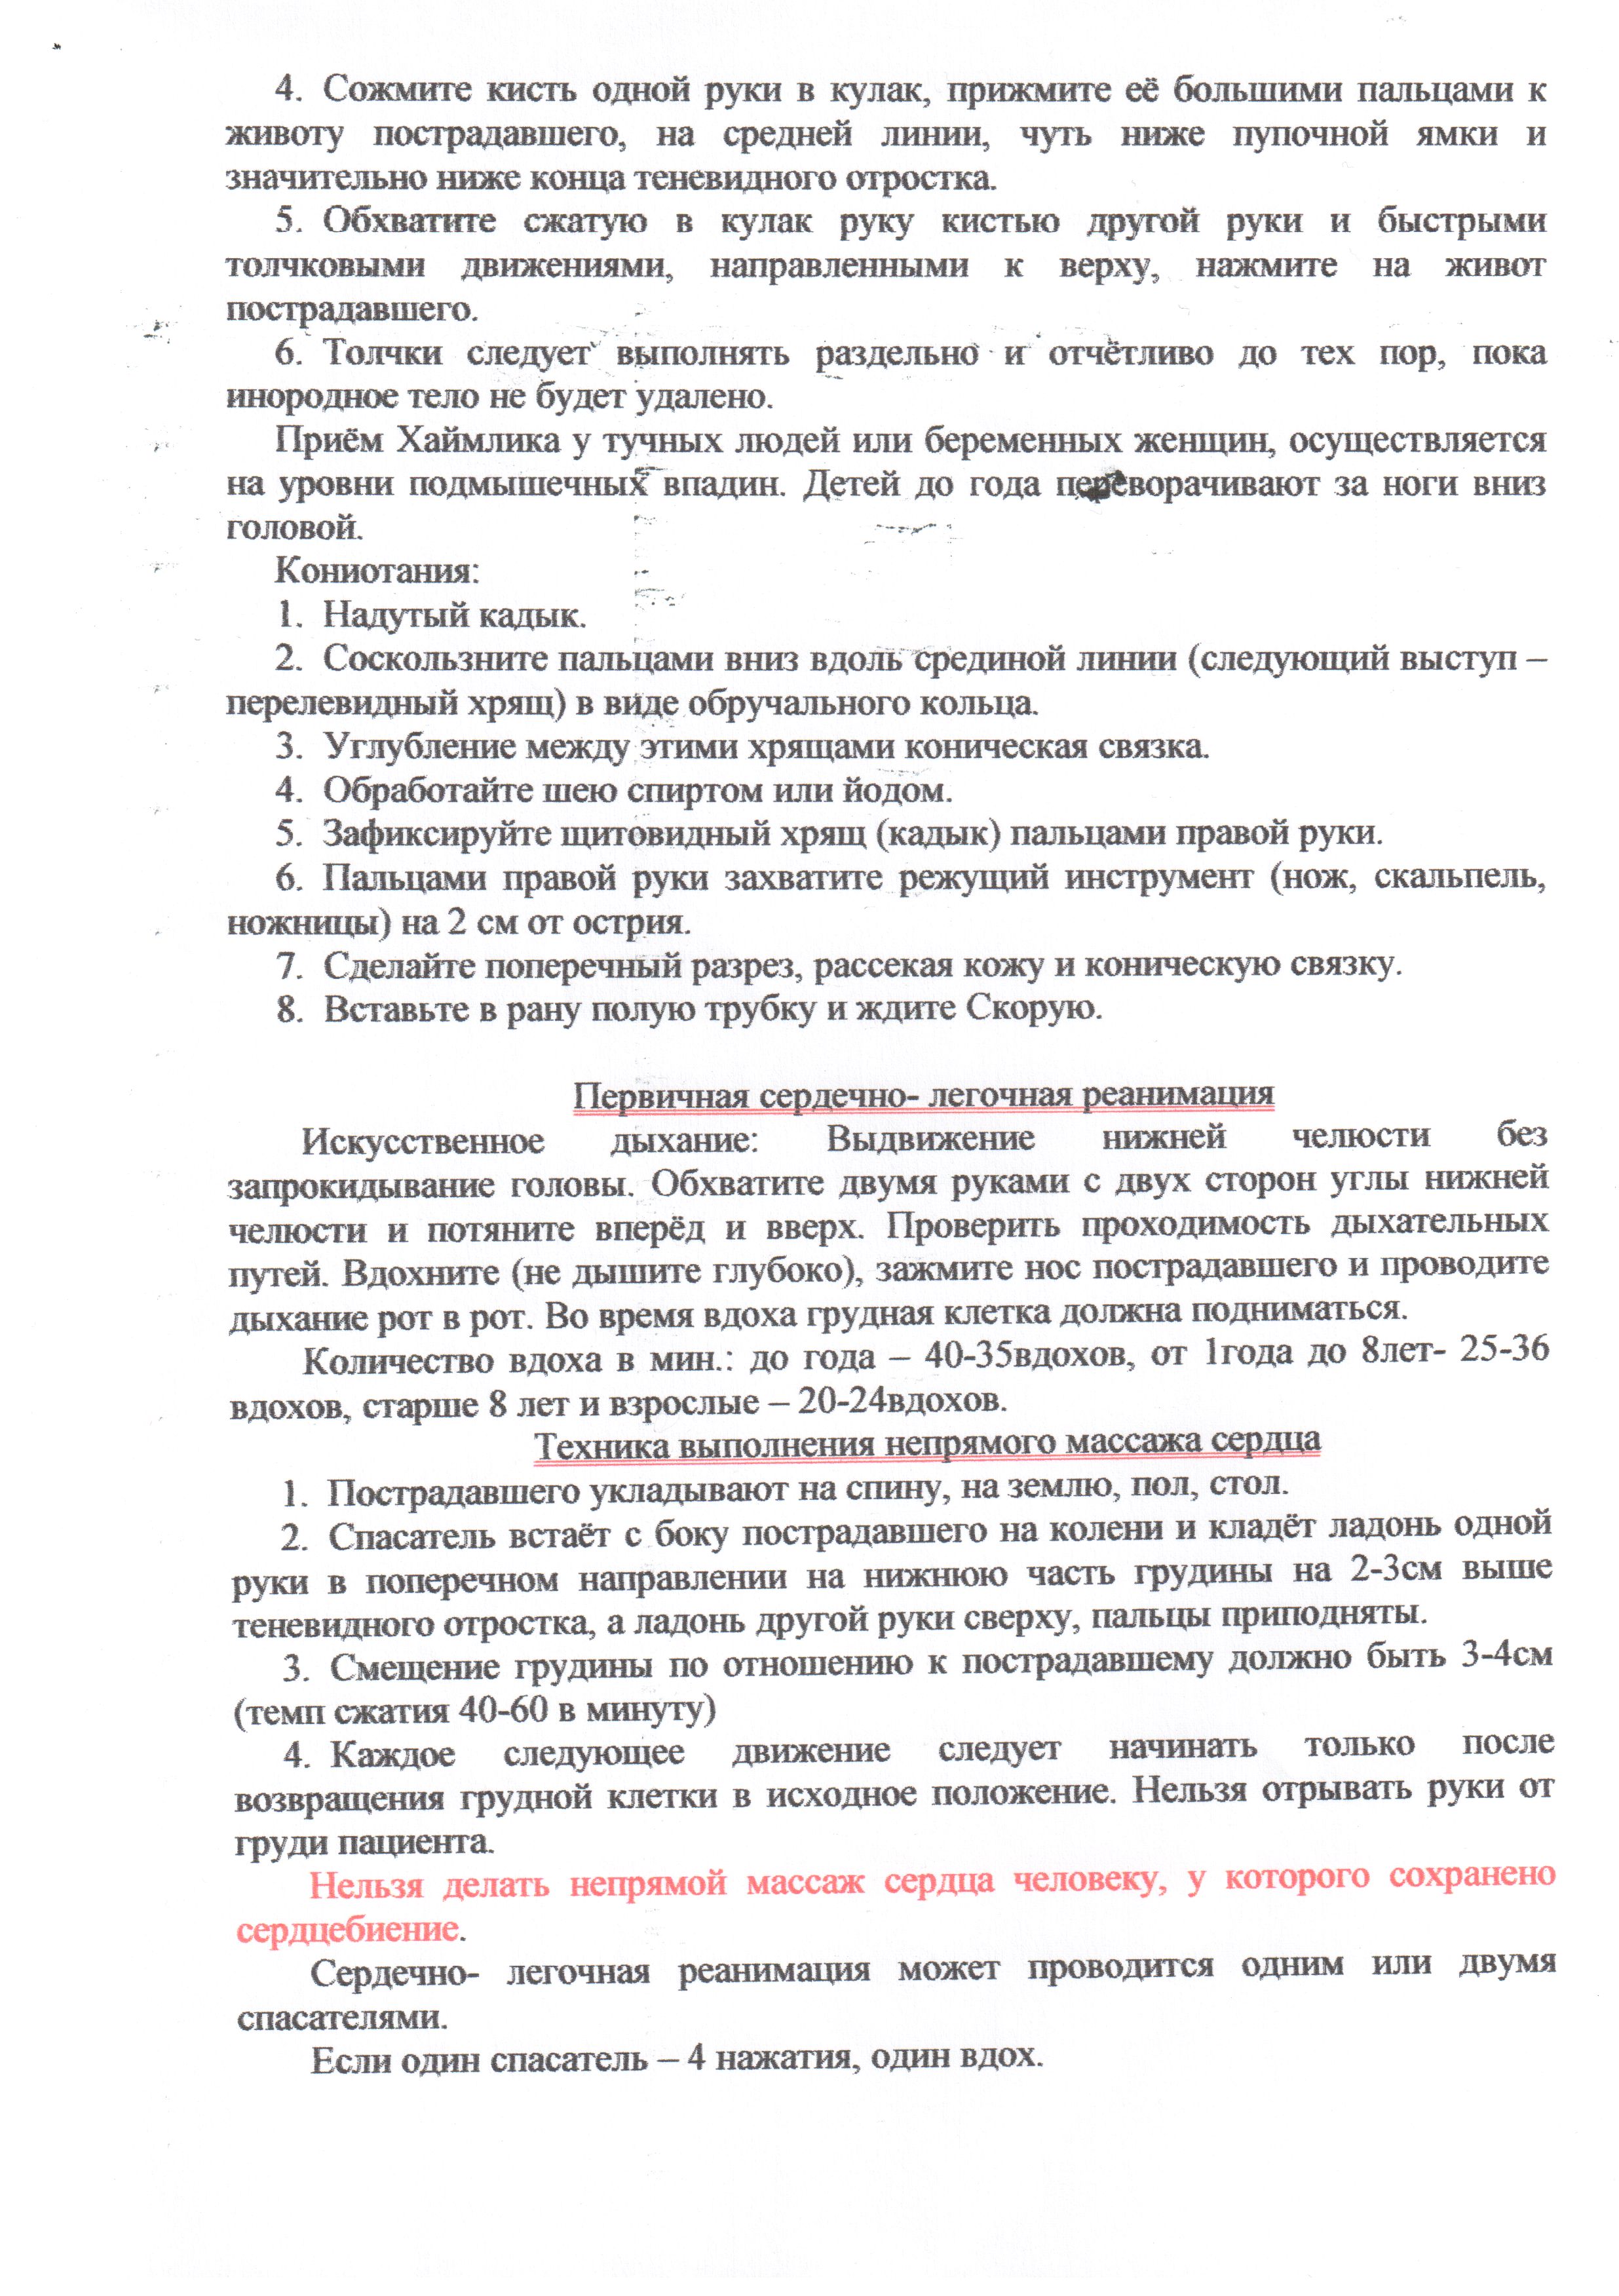 4. Сожмите кисть одной руки в кулак, прижмите её большими пальцами к
животу пострадавшего, на средней линии, чуть ниже пупочной ямки и
значительно ниже конца теневидного отростка.
5. Обхватите сжатую в кулак руку кистью другой руки и быстрыми
толчковыми движениями, направленными к верху, нажмите на живот
пострадавшего.
6. Толчки следует выполнять раздельно и отчётливо до тех пор, пока
инородное тело не будет удалено.
Приём Хаймлика у тучных людей или беременных женщин, осуществляется
на уровни подмышечных впадин. Детей до года переворачивают за ноги вниз
головой.
Кониотания:
1. Надутый кадык.
2. Соскользните пальцами вниз вдоль срединой линии (следующий выступ –
перелевидный хрящ) в виде обручального кольца.
3. Углубление между этими хрящами коническая связка.
4. Обработайте шею спиртом или йодом.
5. Зафиксируйте щитовидный хрящ (кадык) пальцами правой руки.
6. Пальцами правой руки захватите режущий инструмент (нож, скальпель,
ножницы) на 2 см от острия.
7. Сделайте поперечный разрез, рассекая кожу и коническую связку.
8. Вставьте в рану полую трубку и ждите Скорую.
Первичная сердечно- легочная реанимация
Искусственное дыхание: Выдвижение нижней челюсти без
запрокидывание головы. Обхватите двумя руками с двух сторон углы нижней
челюсти и потяните вперёд и вверх. Проверить проходимость дыхательных
путей. Вдохните (не дышите глубоко), зажмите нос пострадавшего и проводите
дыхание рот в рот. Во время вдоха грудная клетка должна подниматься.
Количество вдоха в мин.: до года – 40-35вдохов, от 1года до 8лет- 25-36
вдохов, старше 8 лет и взрослые – 20-24вдохов.
Техника выполнения непрямого массажа сердца
1. Пострадавшего укладывают на спину, на землю, пол, стол.
2. Спасатель встаёт с боку пострадавшего на колени и кладёт ладонь одной
руки в поперечном направлении на нижнюю часть грудины на 2-3см выше
теневидного отростка, а ладонь другой руки сверху, пальцы приподняты.
3. Смещение грудины по отношению к пострадавшему должно быть 3-4см
(темп сжатия 40-60 в минуту)
4. Каждое следующее движение следует начинать только после
возвращения грудной клетки в исходное положение. Нельзя отрывать руки от
груди пациента.
Нельзя делать непрямой массаж сердца человеку, у которого сохранено
сердцебиение.
Сердечно- легочная реанимация может проводится одним или двумя
спасателями.
Если один спасатель – 4 нажатия, один вдох.